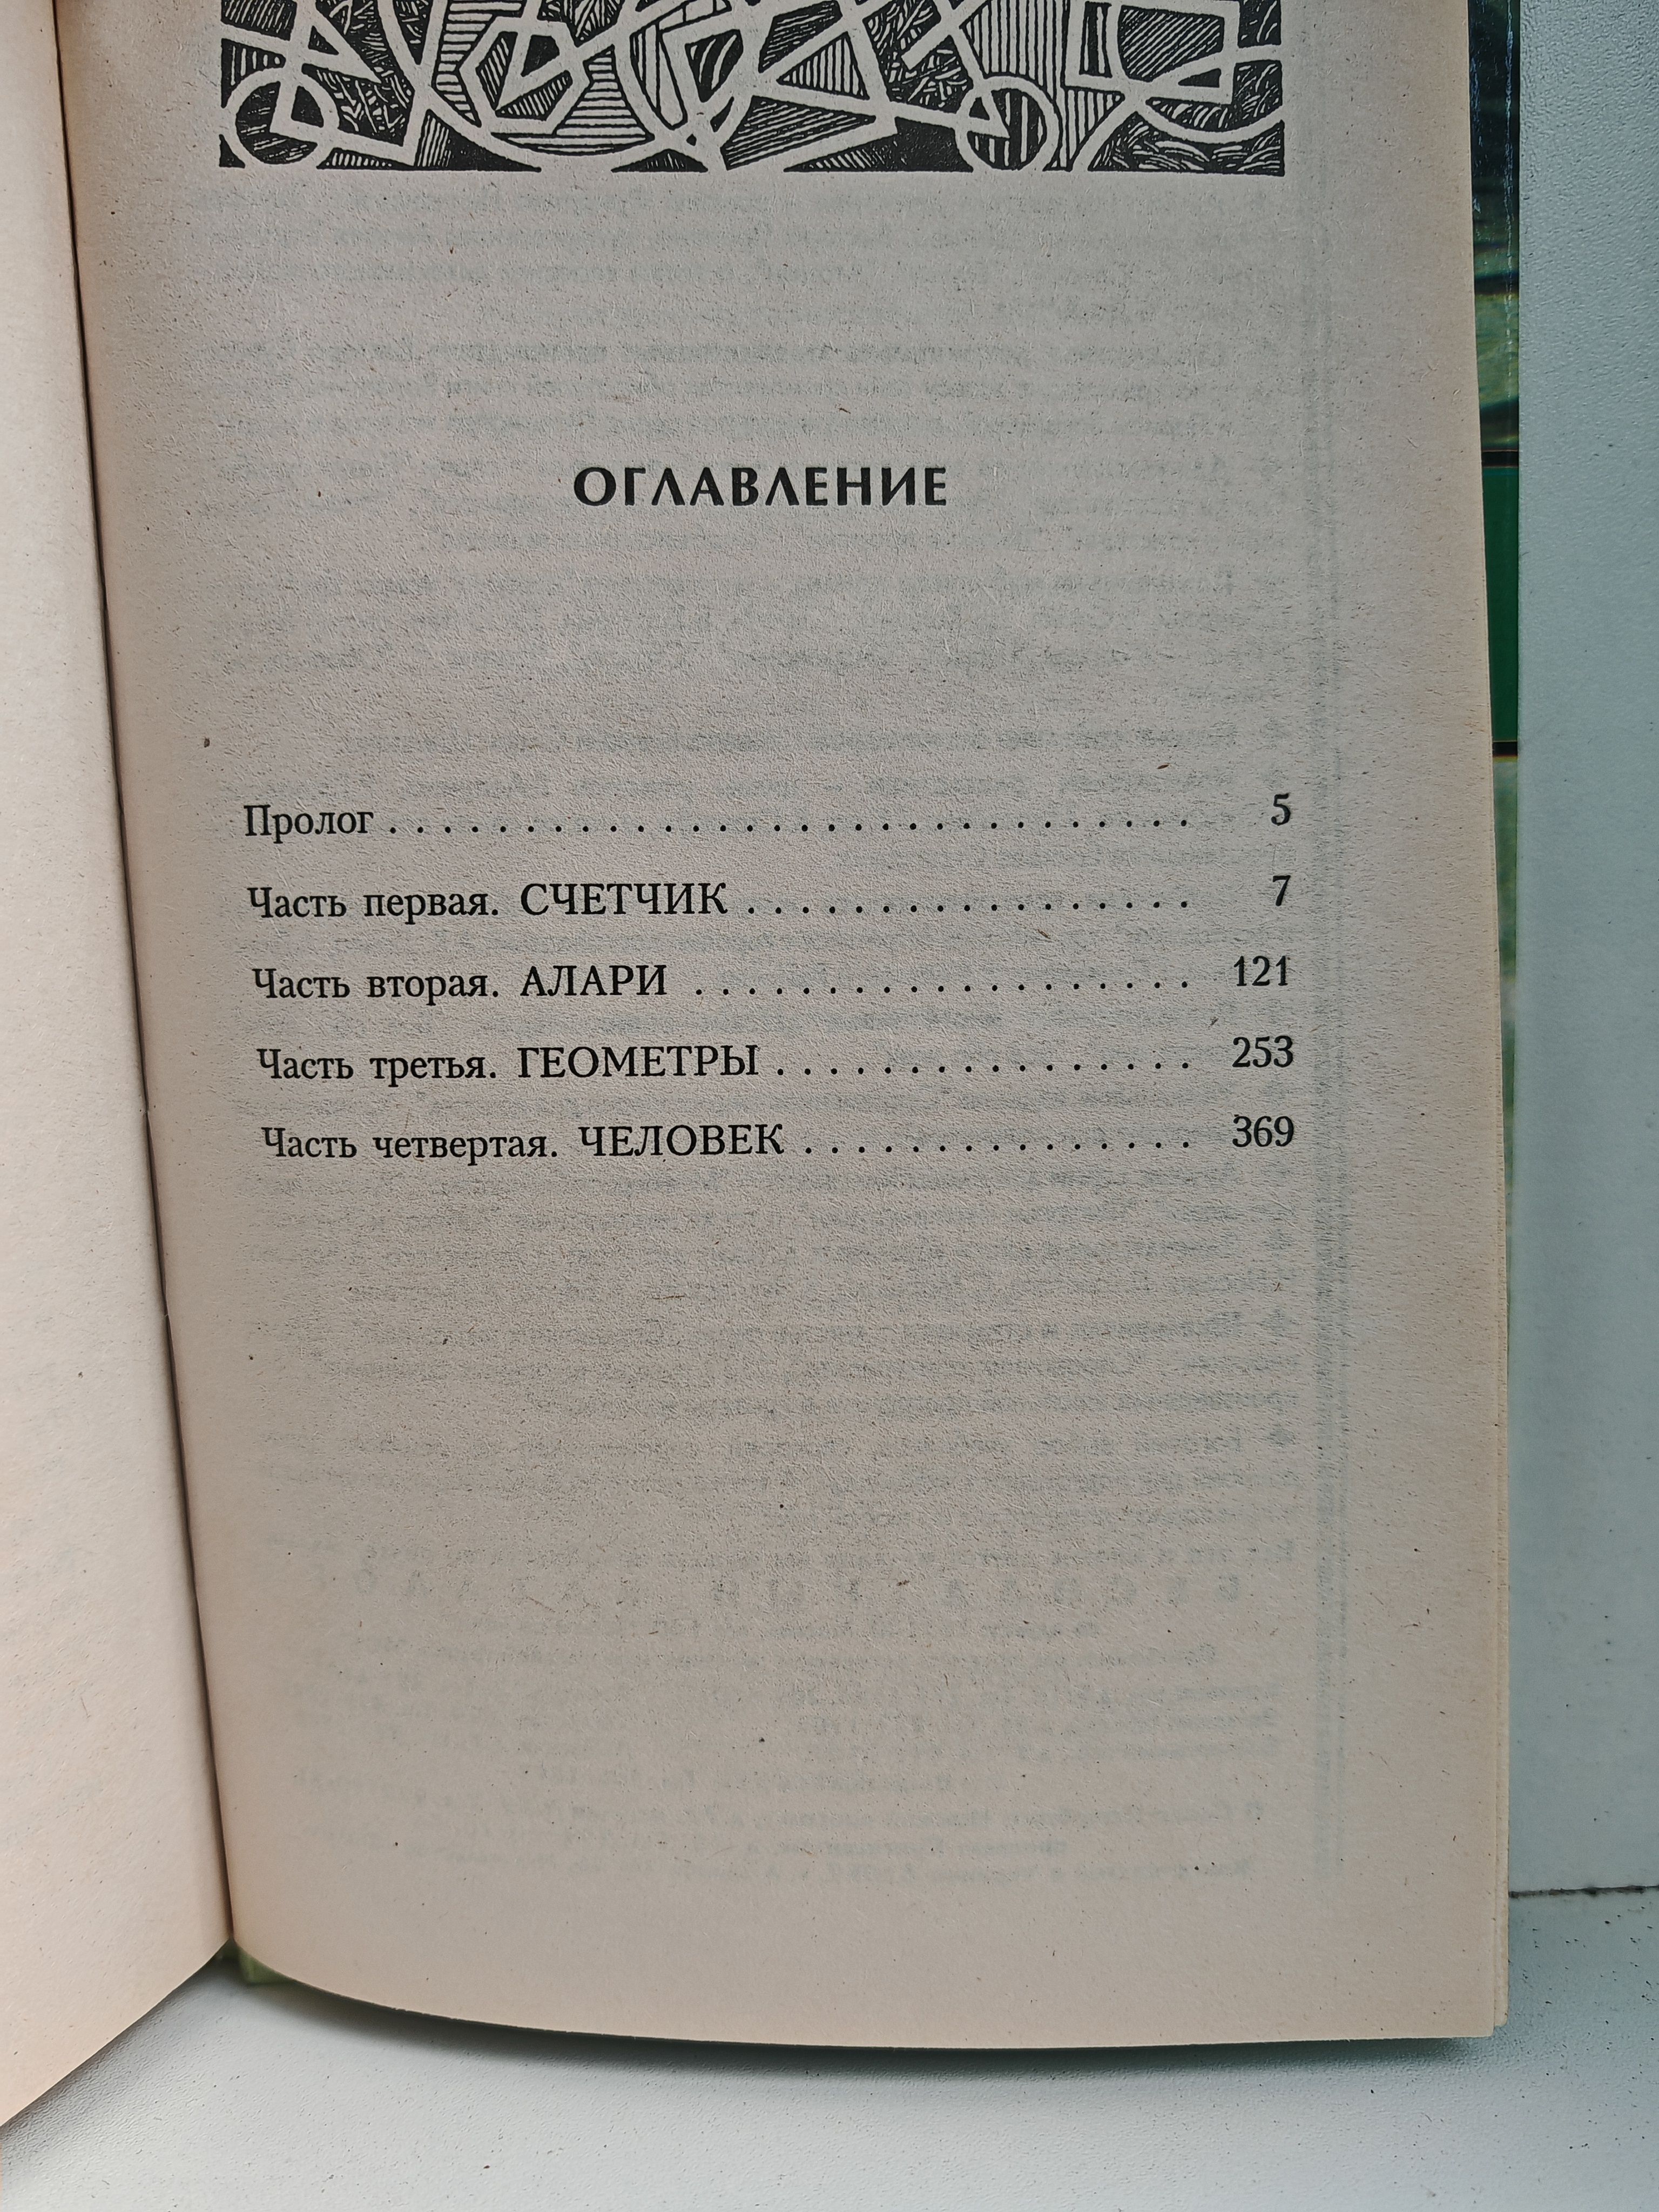 ОГЛАВЛЕНИЕ
Пролог . . . . . . . . . . . . . . . . . . . . . . . . . . . . . . 5
Часть первая. СЧЕТЧИК . . . . . . . . . . . . . . . . . 7
Часть вторая. АЛАРИ . . . . . . . . . . . . . . . . . . . 121
Часть третья. ГЕОМЕТРЫ . . . . . . . . . . . . . . . . 253
Часть четвертая. ЧЕЛОВЕК . . . . . . . . . . . . . . . 369